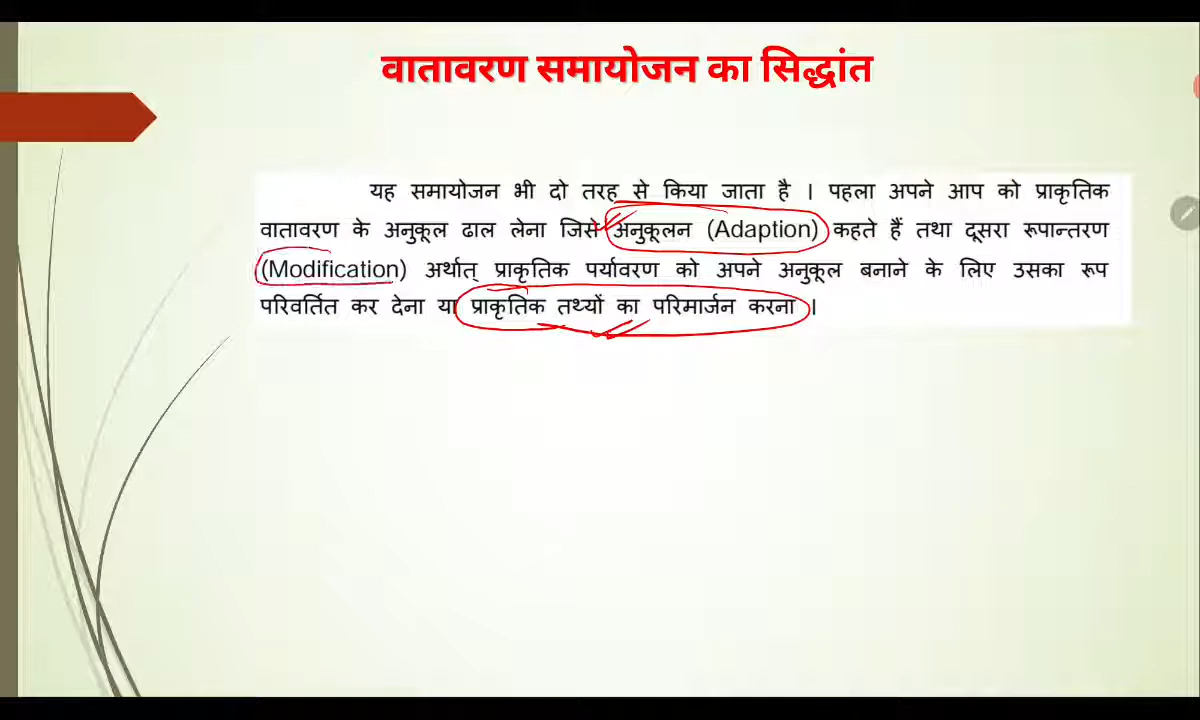 वातावरण समायोजन का सिद्धांत
यह समायोजन भी दो तरह से किया जाता है । पहला अपने आप को प्राकृतिक
वातावरण के अनुकूल ढाल लेना जिसे अनुकूलन (Adaption) कहते हैं तथा दूसरा रूपान्तरण
(Modification) अर्थात् प्राकृतिक पर्यावरण को अपने अनुकूल बनाने के लिए उसका रूप
परिवर्तित कर देना या प्राकृतिक तथ्यों का परिमार्जन करना ।